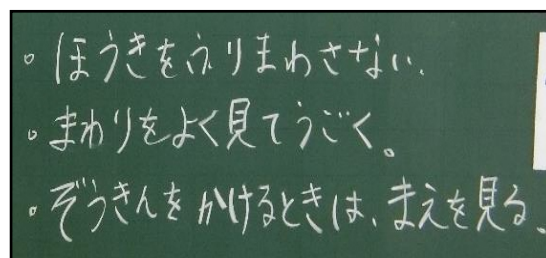 。ほうきをふりまわさない。
。まわりをよく見てうごく。
。ぞうきんをかけるときは、まえを見る。